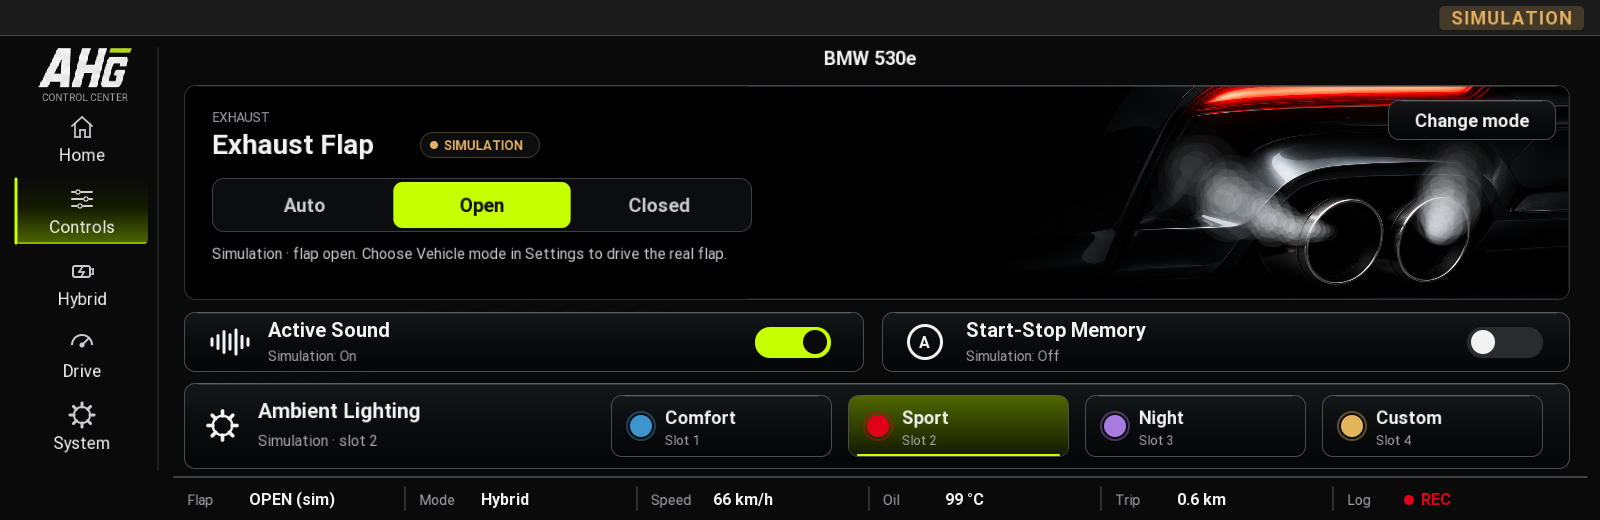 SIMULATION
AHG
CONTROL CENTER
Home
Controls
Hybrid
Drive
System
BMW 530e
EXHAUST
Exhaust Flap
SIMULATION
Change mode
Auto
Open
Closed
Simulation · flap open. Choose Vehicle mode in Settings to drive the real flap.
Active Sound
Simulation: On
A
Start-Stop Memory
Simulation: Off
Ambient Lighting
Simulation · slot 2
Comfort
Slot 1
Sport
Slot 2
Night
Slot 3
Custom
Slot 4
Flap OPEN (sim)
Mode Hybrid
Speed 66 km/h
Oil 99 °C
Trip 0.6 km
Log REC